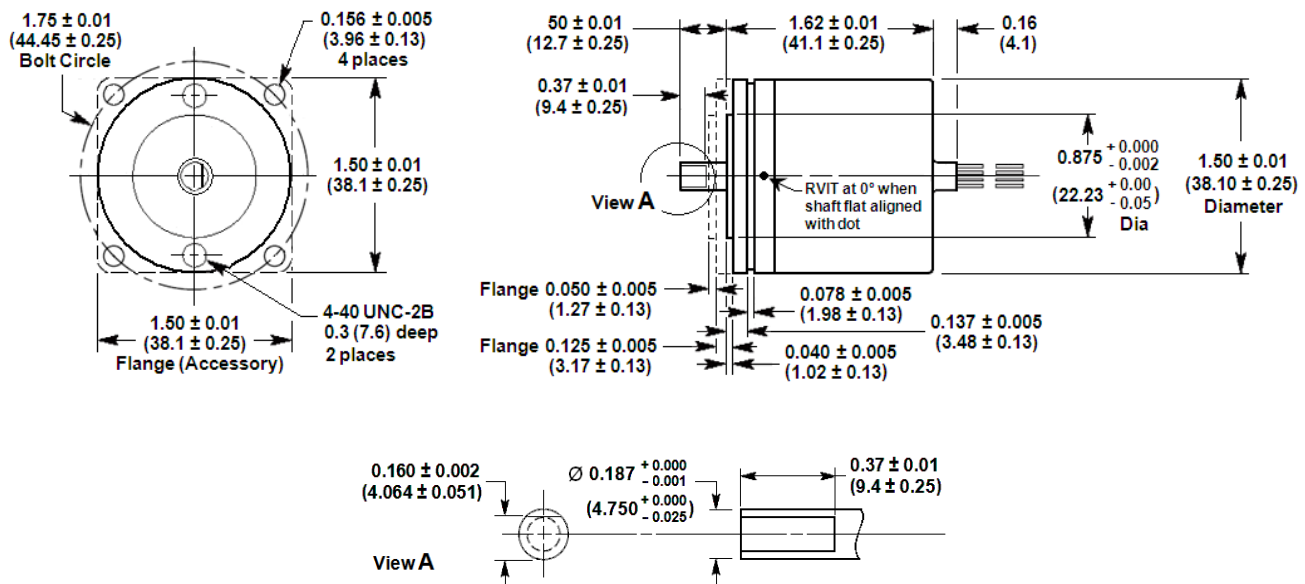 1.75 ± 0.01
(44.45 ± 0.25)
Bolt Circle
0.156 ± 0.005
(3.96 ± 0.13)
4 places
1.50 ± 0.01
(38.1 ± 0.25)
4-40 UNC-2B
0.3 (7.6) deep
2 places
1.50 ± 0.01
(38.1 ± 0.25)
Flange (Accessory)
50 ± 0.01
(12.7 ± 0.25)
1.62 ± 0.01
(41.1 ± 0.25)
0.16
(4.1)
0.37 ± 0.01
(9.4 ± 0.25)
View A
RVIT at 0° when
shaft flat aligned
with dot
0.875 + 0.000
- 0.002
(22.23 + 0.00
- 0.05)
Dia
1.50 ± 0.01
(38.10 ± 0.25)
Diameter
Flange 0.050 ± 0.005
(1.27 ± 0.13)
0.078 ± 0.005
(1.98 ± 0.13)
0.137 ± 0.005
(3.48 ± 0.13)
Flange 0.125 ± 0.005
(3.17 ± 0.13)
0.040 ± 0.005
(1.02 ± 0.13)
0.160 ± 0.002
(4.064 ± 0.051)
Ø 0.187 + 0.000
- 0.001
(4.750 + 0.000
- 0.025)
0.37 ± 0.01
(9.4 ± 0.25)
View A